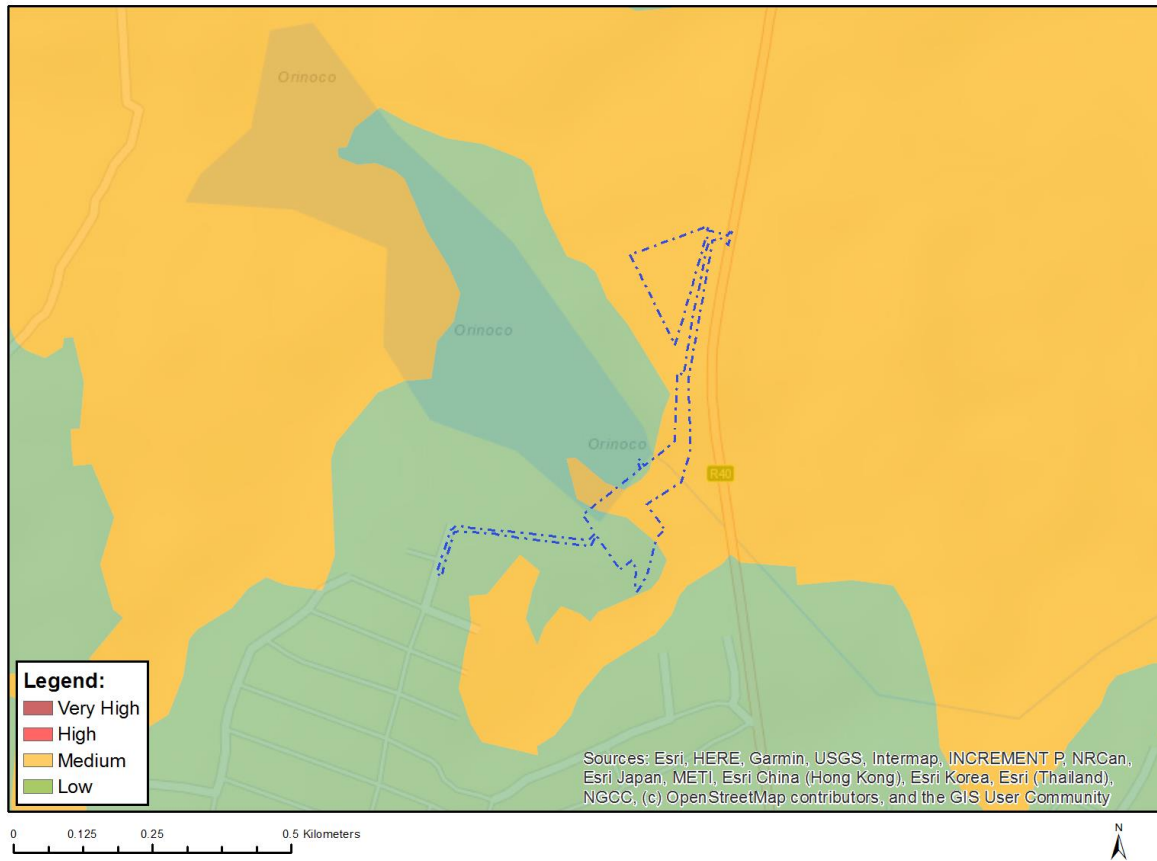 Orinoco
Orinoco
Orinoco
R40
Legend:
Very High
High
Medium
Low
Sources: Esri, HERE, Garmin, USGS, Intermap, INCREMENT P, NRCan,
Esri Japan, METI, Esri China (Hong Kong), Esri Korea, Esri (Thailand),
NGCC, (c) OpenStreetMap contributors, and the GIS User Community
0 0.125 0.25 0.5 Kilometers
N